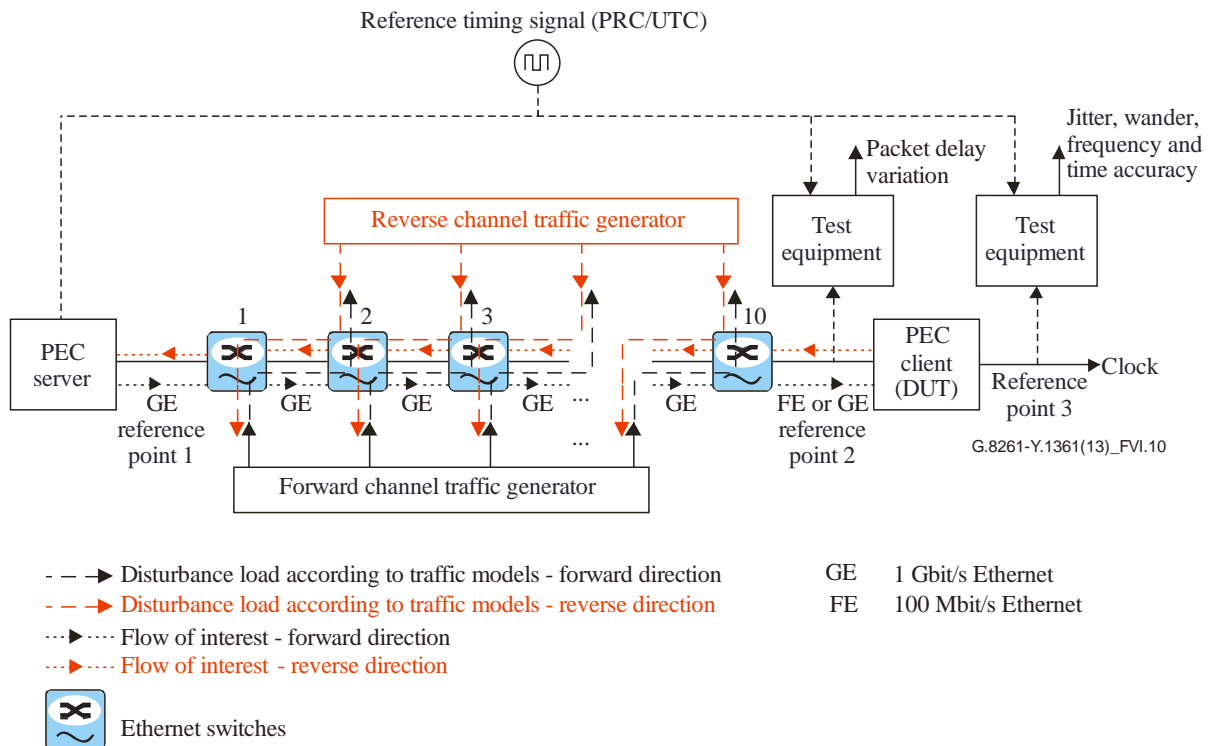 Reference timing signal (PRC/UTC)
Jitter, wander,
frequency and
time accuracy
Packet delay
variation
Reverse channel traffic generator
Test
equipment
Test
equipment
1
2
3
10
PEC
server
PEC
client
(DUT)
Clock
GE
GE
GE
GE
...
GE
FE or GE
Reference
point 3
reference
point 1
reference
point 2
...
G.8261-Y.1361(13)_FVI.10
Forward channel traffic generator
Disturbance load according to traffic models - forward direction
GE 1 Gbit/s Ethernet
Disturbance load according to traffic models - reverse direction
FE 100 Mbit/s Ethernet
Flow of interest - forward direction
Flow of interest - reverse direction
Ethernet switches